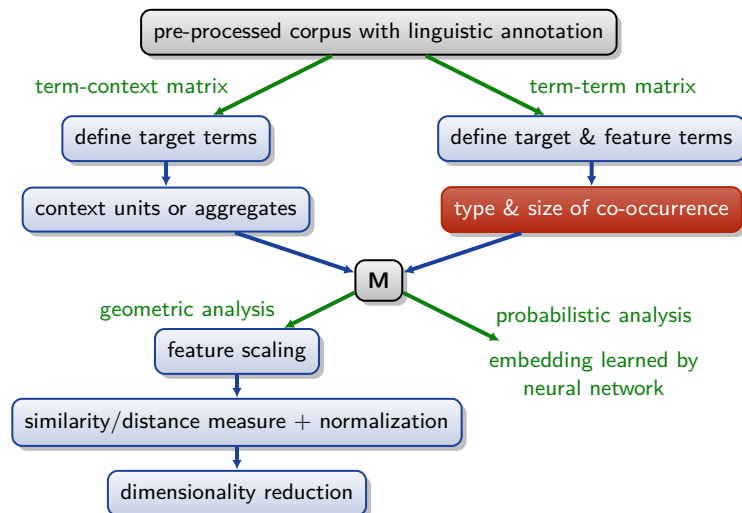 pre-processed corpus with linguistic annotation
term-context matrix
term-term matrix
define target terms
define target & feature terms
context units or aggregates
type & size of co-occurrence
M
geometric analysis
probabilistic analysis
feature scaling
embedding learned by
neural network
similarity/distance measure + normalization
dimensionality reduction